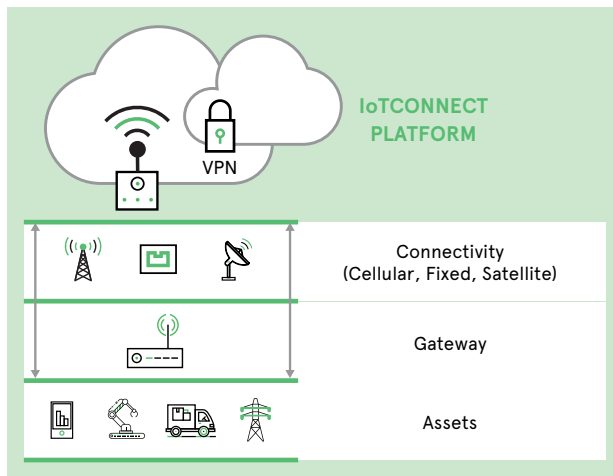 IoTCONNECT
PLATFORM
VPN
Connectivity
(Cellular, Fixed, Satellite)
Gateway
Assets